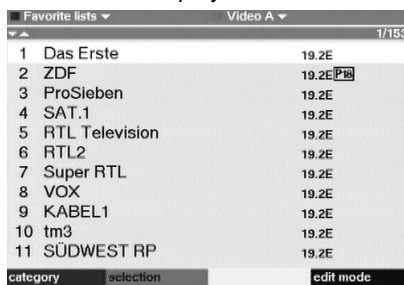 Favorite lists Video A
1/153
1 Das Erste 19.2E
2 ZDF 19.2E P18
3 ProSieben 19.2E
4 SAT.1 19.2E
5 RTL Television 19.2E
6 RTL2 19.2E
7 Super RTL 19.2E
8 VOX 19.2E
9 KABEL1 19.2E
10 tm3 19.2E
11 SÜDWEST RP 19.2E
category selection edit mode